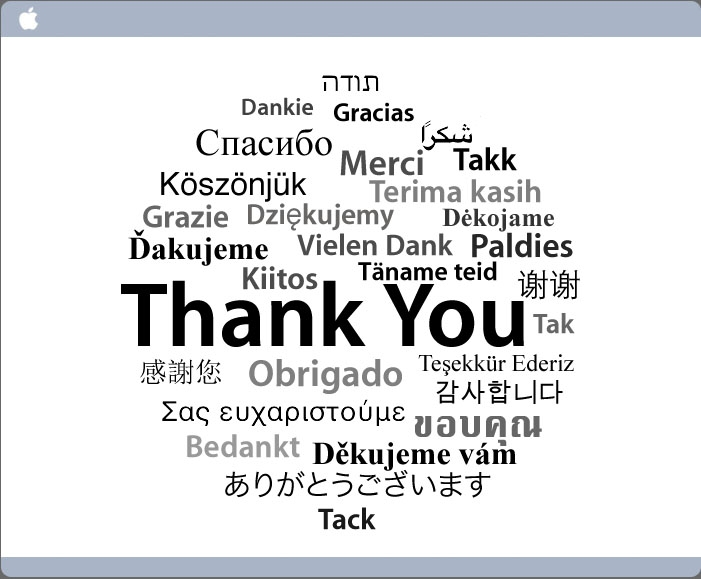 תודה
Dankie Gracias
Спасибо شكراً
Merci Takk
Köszönjük Terima kasih
Grazie Dziękujemy Dėkojame
Ďakujeme Vielen Dank Paldies
Kiitos Täname teid 谢谢
Thank You Tak
感謝您 Obrigado Teşekkür Ederiz
감사합니다
Σας ευχαριστούμε ขอบคุณ
Bedankt Děkujeme vám
ありがとうございます
Tack